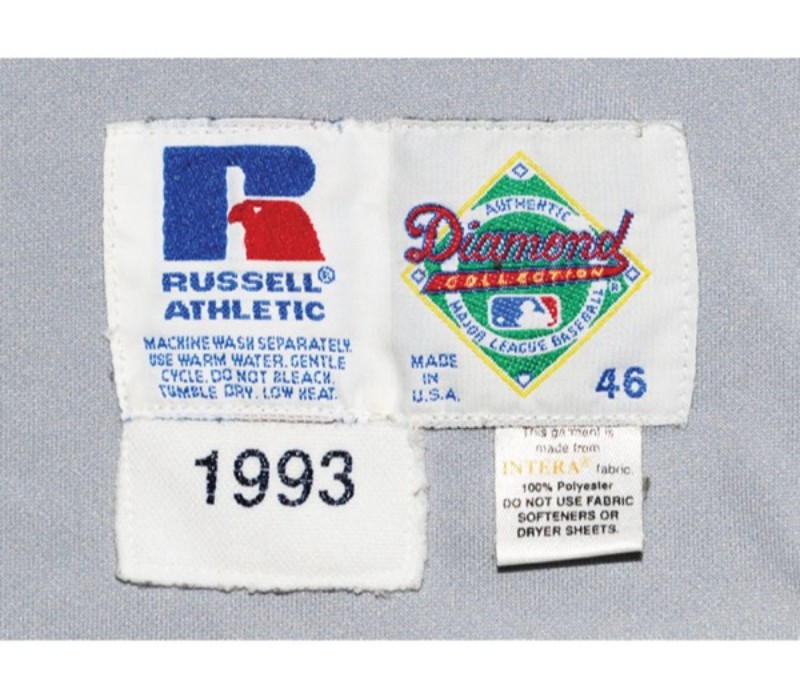 RUSSELL®
ATHLETIC
MACHINE WASH SEPARATELY.
USE WARM WATER. GENTLE
CYCLE. DO NOT BLEACH.
TUMBLE DRY. LOW HEAT.
AUTHENTIC
Diamond
COLLECTION
MAJOR LEAGUE BASEBALL®
MADE
IN
U.S.A.
46
1993
This garment is
made from
INTERA® fabric.
100% Polyester
DO NOT USE FABRIC
SOFTENERS OR
DRYER SHEETS.